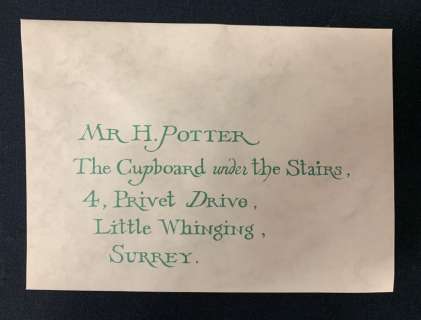 Mr H. Potter
The Cupboard under the Stairs,
4, Privet Drive,
Little Whinging,
Surrey.